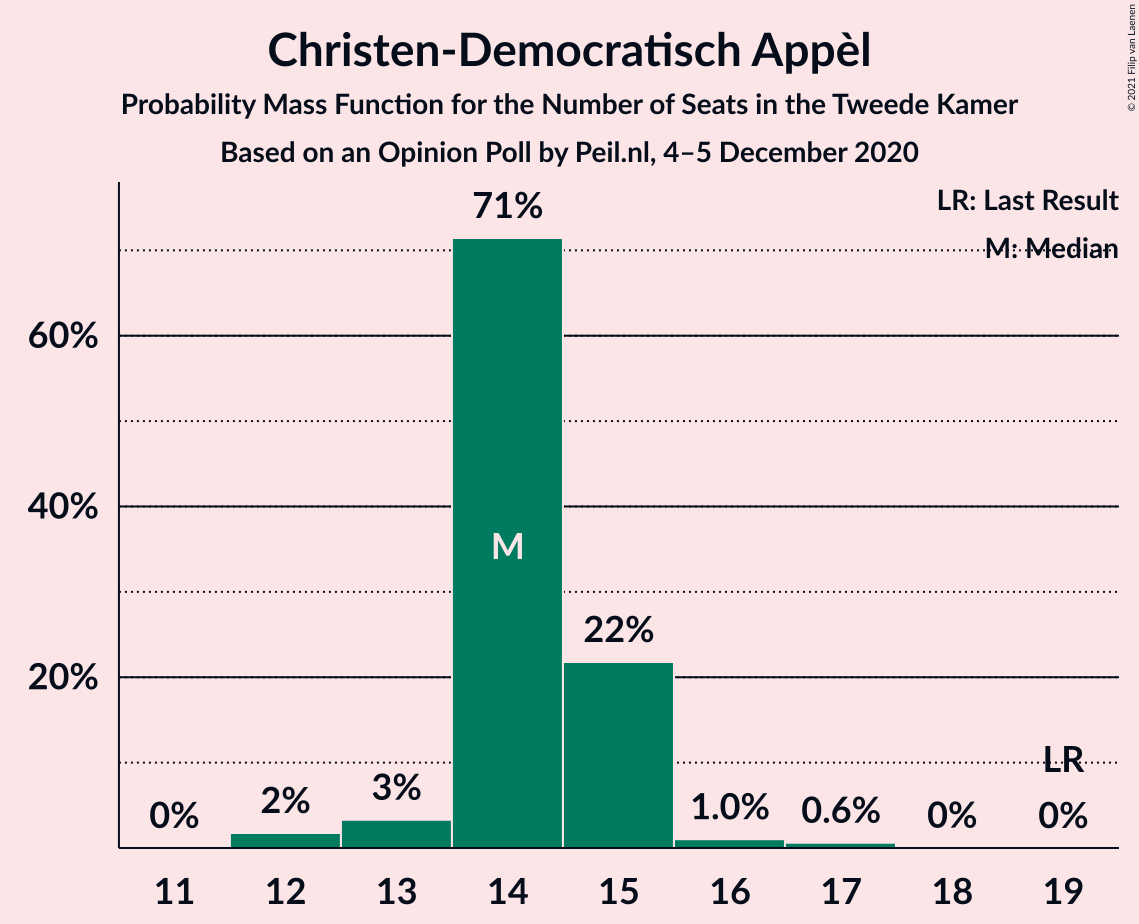 Christen-Democratisch Appèl
Probability Mass Function for the Number of Seats in the Tweede Kamer
Based on an Opinion Poll by Peil.nl, 4–5 December 2020
© 2021 Filip van Laenen
LR: Last Result
M: Median
71%
60%
40%
M
22%
20%
LR
0%
2%
3%
1.0%
0.6%
0%
0%
11
12
13
14
15
16
17
18
19